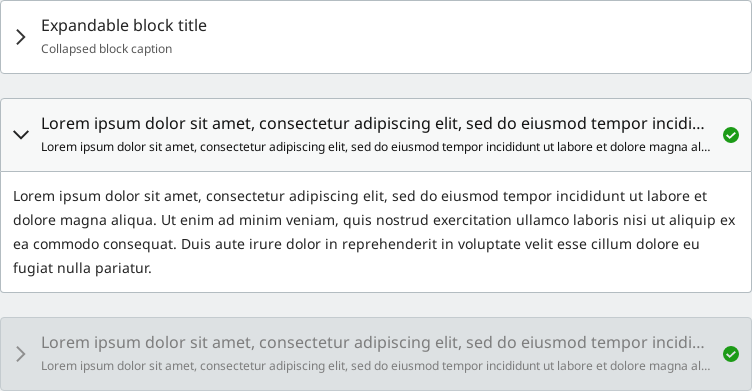 Expandable block title
Collapsed block caption
Lorem ipsum dolor sit amet, consectetur adipiscing elit, sed do eiusmod tempor incidi...
Lorem ipsum dolor sit amet, consectetur adipiscing elit, sed do eiusmod tempor incididunt ut labore et dolore magna al...
Lorem ipsum dolor sit amet, consectetur adipiscing elit, sed do eiusmod tempor incididunt ut labore et
dolore magna aliqua. Ut enim ad minim veniam, quis nostrud exercitation ullamco laboris nisi ut aliquip ex
ea commodo consequat. Duis aute irure dolor in reprehenderit in voluptate velit esse cillum dolore eu
fugiat nulla pariatur.
Lorem ipsum dolor sit amet, consectetur adipiscing elit, sed do eiusmod tempor incidi...
Lorem ipsum dolor sit amet, consectetur adipiscing elit, sed do eiusmod tempor incididunt ut labore et dolore magna al...